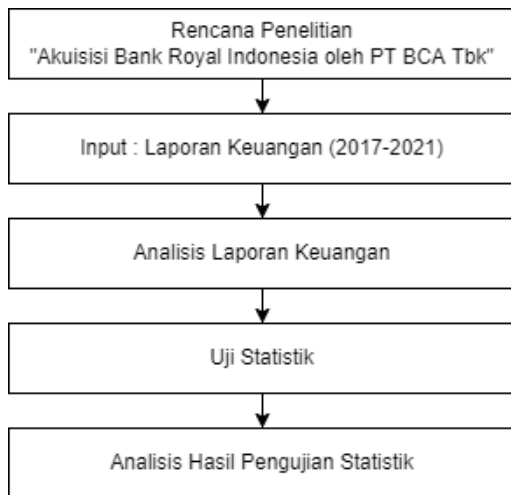 Rencana Penelitian
"Akuisisi Bank Royal Indonesia oleh PT BCA Tbk"
Input : Laporan Keuangan (2017-2021)
Analisis Laporan Keuangan
Uji Statistik
Analisis Hasil Pengujian Statistik